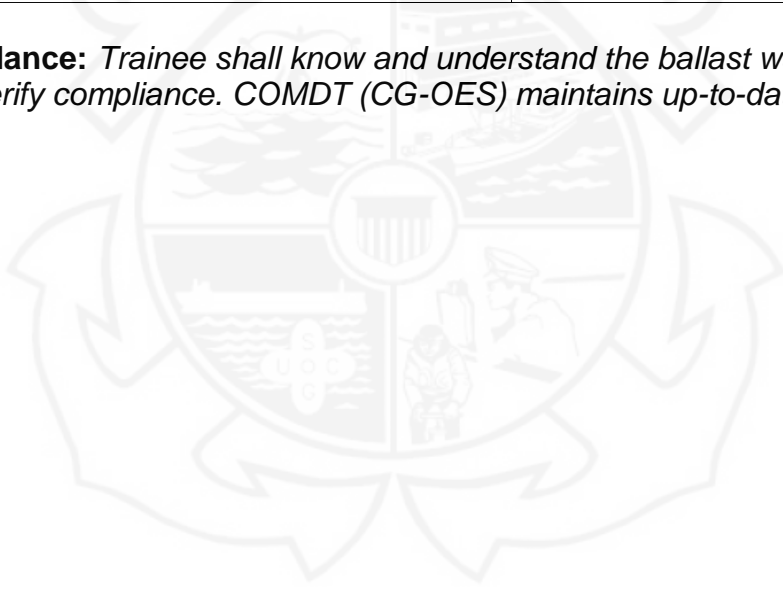 lance: Trainee shall know and understand the ballast w
erify compliance. COMDT (CG-OES) maintains up-to-da
S
U O C
G